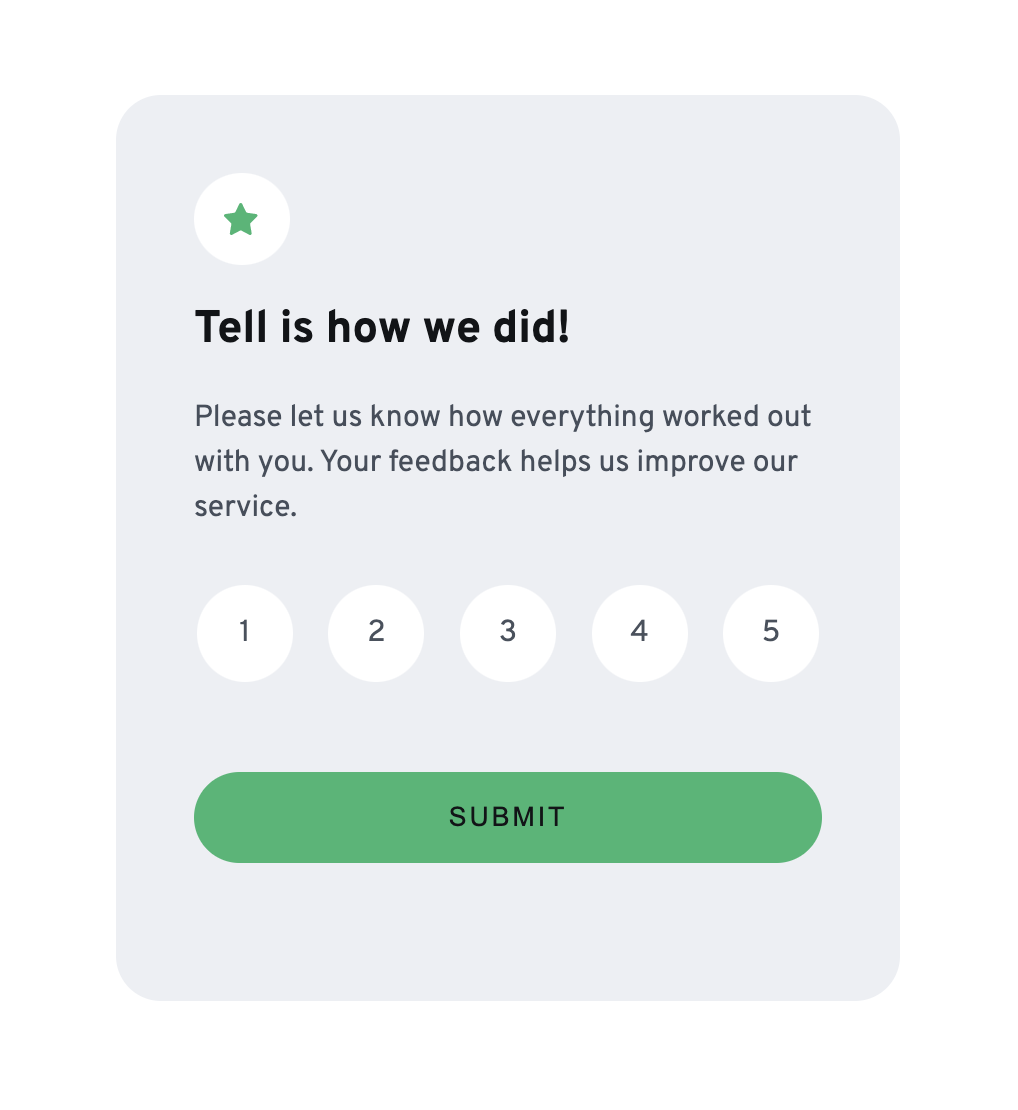 Tell is how we did!
Please let us know how everything worked out
with you. Your feedback helps us improve our
service.
1 2 3 4 5
SUBMIT